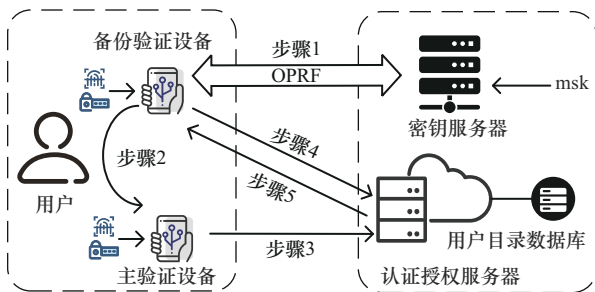 备份验证设备
步骤1
OPRF
msk
密钥服务器
步骤4
步骤2
步骤5
用户
用户目录数据库
步骤3
主验证设备
认证授权服务器